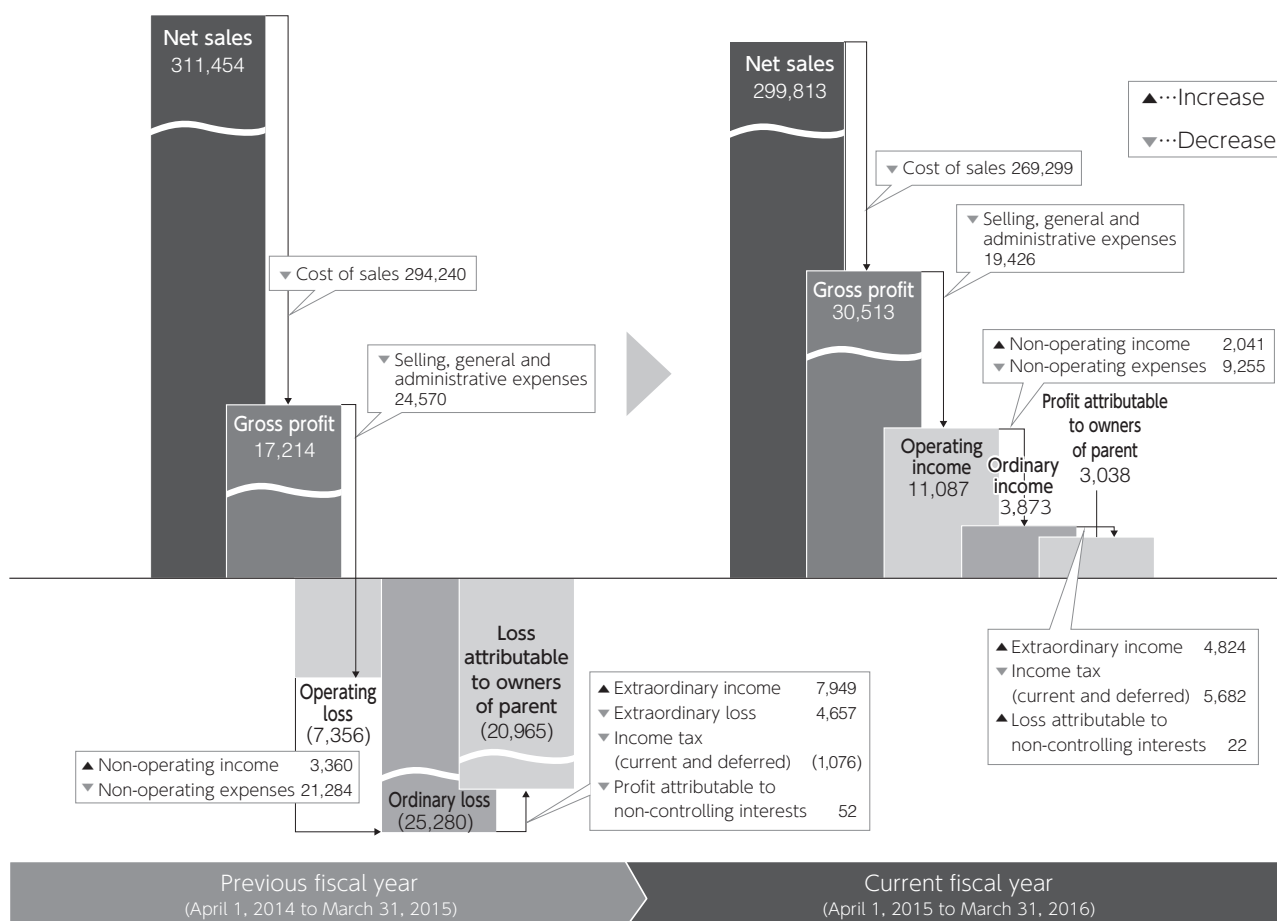 Net sales
311,454
▼ Cost of sales 294,240
Gross profit
17,214
▼ Selling, general and
administrative expenses
24,570
Operating
loss
(7,356)
▲ Non-operating income 3,360
▼ Non-operating expenses 21,284
Ordinary loss
(25,280)
Loss
attributable
to owners
of parent
(20,965)
▲ Extraordinary income 7,949
▼ Extraordinary loss 4,657
▼ Income tax
(current and deferred) (1,076)
▼ Profit attributable to
non-controlling interests 52
Net sales
299,813
▲…Increase
▼…Decrease
▼ Cost of sales 269,299
Gross profit
30,513
▼ Selling, general and
administrative expenses
19,426
Operating
income
11,087
▲ Non-operating income 2,041
▼ Non-operating expenses 9,255
Ordinary
income
3,873
Profit attributable
to owners
of parent
3,038
▲ Extraordinary income 4,824
▼ Income tax
(current and deferred) 5,682
▲ Loss attributable to
non-controlling interests 22
Previous fiscal year
(April 1, 2014 to March 31, 2015)
Current fiscal year
(April 1, 2015 to March 31, 2016)